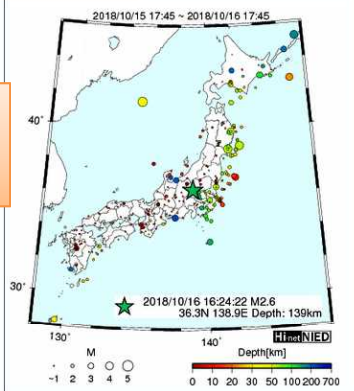 2018/10/15 17:45 ~ 2018/10/16 17:45
40°
30°
2018/10/16 16:24:22 M2.6
36.3N 138.9E Depth: 139km
Hi-net NIED
130°
140°
M
~1 2 3 4 5
Depth[km]
0 10 20 30 50 100 200 700